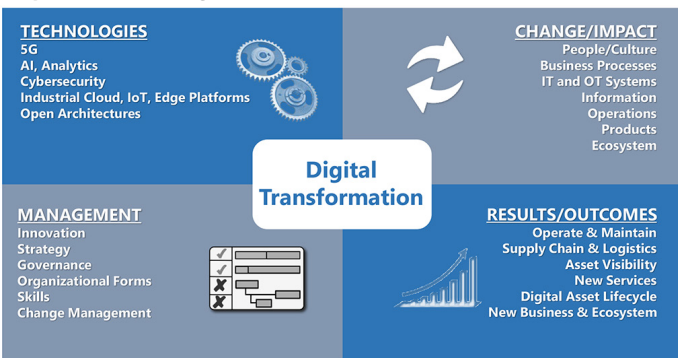 TECHNOLOGIES
5G
AI, Analytics
Cybersecurity
Industrial Cloud, IoT, Edge Platforms
Open Architectures
CHANGE/IMPACT
People/Culture
Business Processes
IT and OT Systems
Information
Operations
Products
Ecosystem
Digital
Transformation
MANAGEMENT
Innovation
Strategy
Governance
Organizational Forms
Skills
Change Management
RESULTS/OUTCOMES
Operate & Maintain
Supply Chain & Logistics
Asset Visibility
New Services
Digital Asset Lifecycle
New Business & Ecosystem